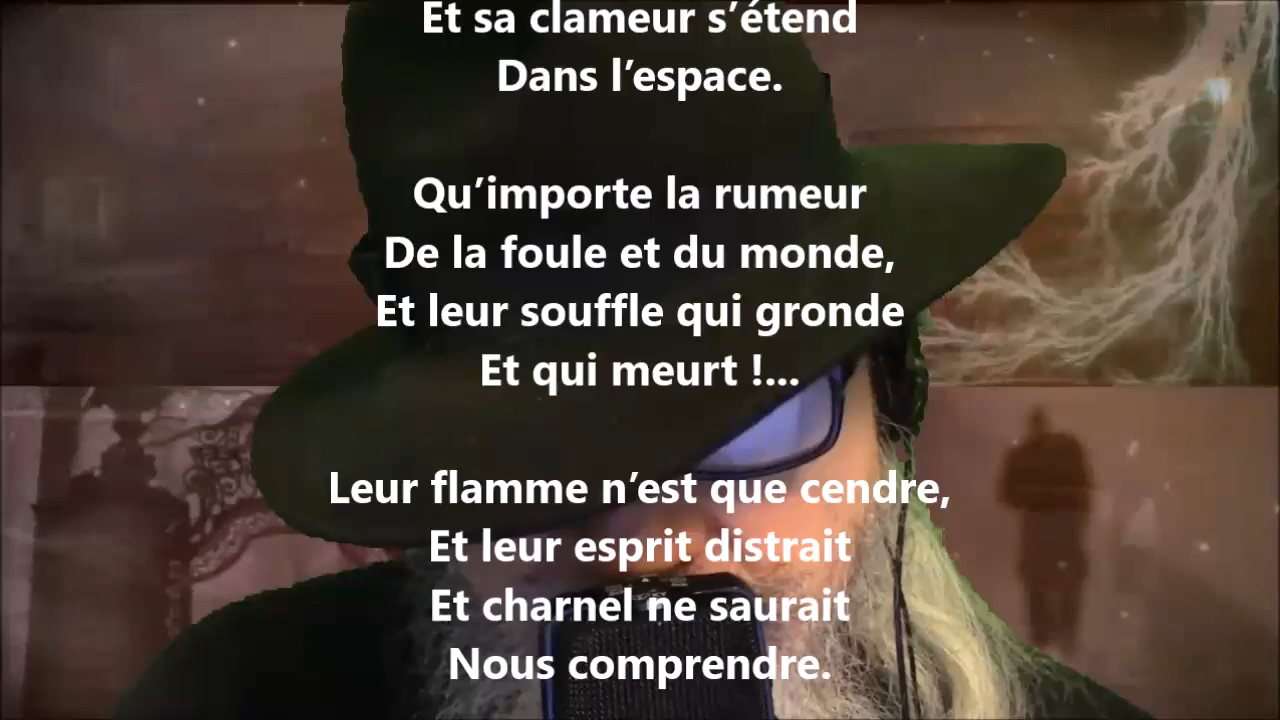 Et sa clameur s’étend
Dans l’espace.
Qu’importe la rumeur
De la foule et du monde,
Et leur souffle qui gronde
Et qui meurt !...
Leur flamme n’est que cendre,
Et leur esprit distrait
Et charnel ne saurait
Nous comprendre.